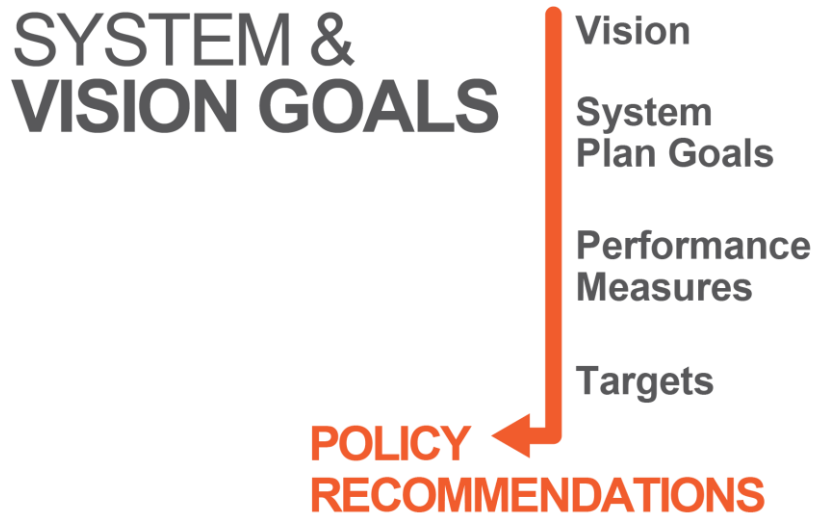 SYSTEM &
VISION GOALS
Vision
System
Plan Goals
Performance
Measures
Targets
POLICY
RECOMMENDATIONS